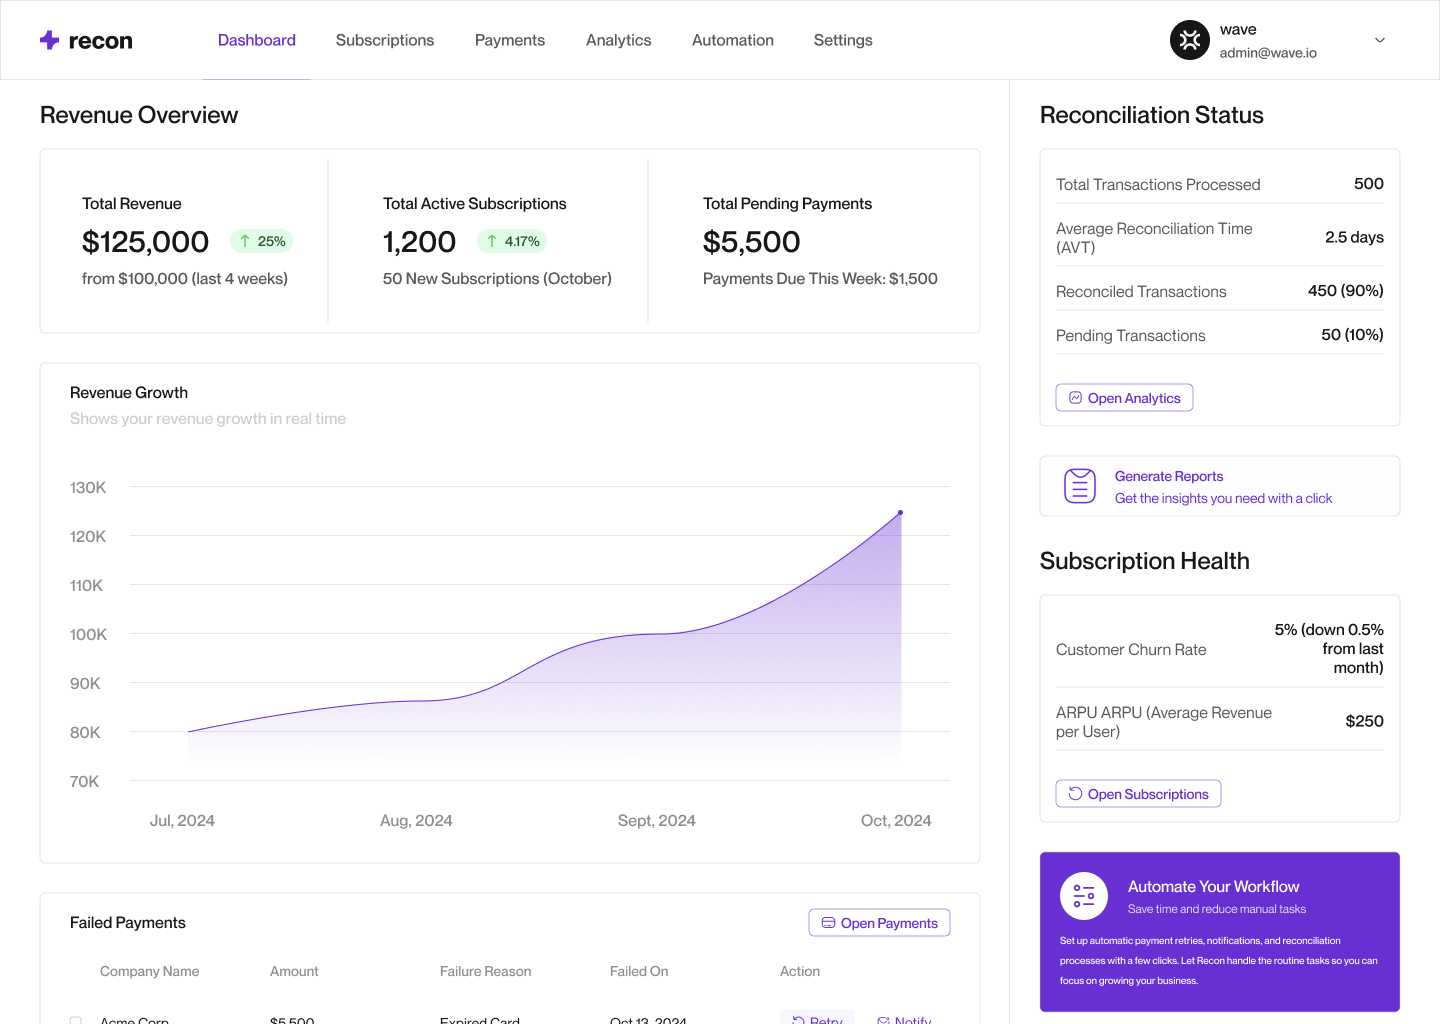 recon
Dashboard
Subscriptions
Payments
Analytics
Automation
Settings
wave
admin@wave.io
Revenue Overview
Total Revenue
$125,000
25%
from $100,000 (last 4 weeks)
Total Active Subscriptions
1,200
4.17%
50 New Subscriptions (October)
Total Pending Payments
$5,500
Payments Due This Week: $1,500
Revenue Growth
Shows your revenue growth in real time
130K
120K
110K
100K
90K
80K
70K
Jul, 2024
Aug, 2024
Sept, 2024
Oct, 2024
Failed Payments
Open Payments
Company Name
Amount
Failure Reason
Failed On
Action
Acme Corp
$5,500
Expired Card
Oct 13, 2024
Retry
Notify
Reconciliation Status
Total Transactions Processed
500
Average Reconciliation Time
(AVT)
2.5 days
Reconciled Transactions
450 (90%)
Pending Transactions
50 (10%)
Open Analytics
Generate Reports
Get the insights you need with a click
Subscription Health
Customer Churn Rate
5% (down 0.5%
from last
month)
ARPU ARPU (Average Revenue
per User)
$250
Open Subscriptions
Automate Your Workflow
Save time and reduce manual tasks
Set up automatic payment retries, notifications, and reconciliation
processes with a few clicks. Let Recon handle the routine tasks so you can
focus on growing your business.